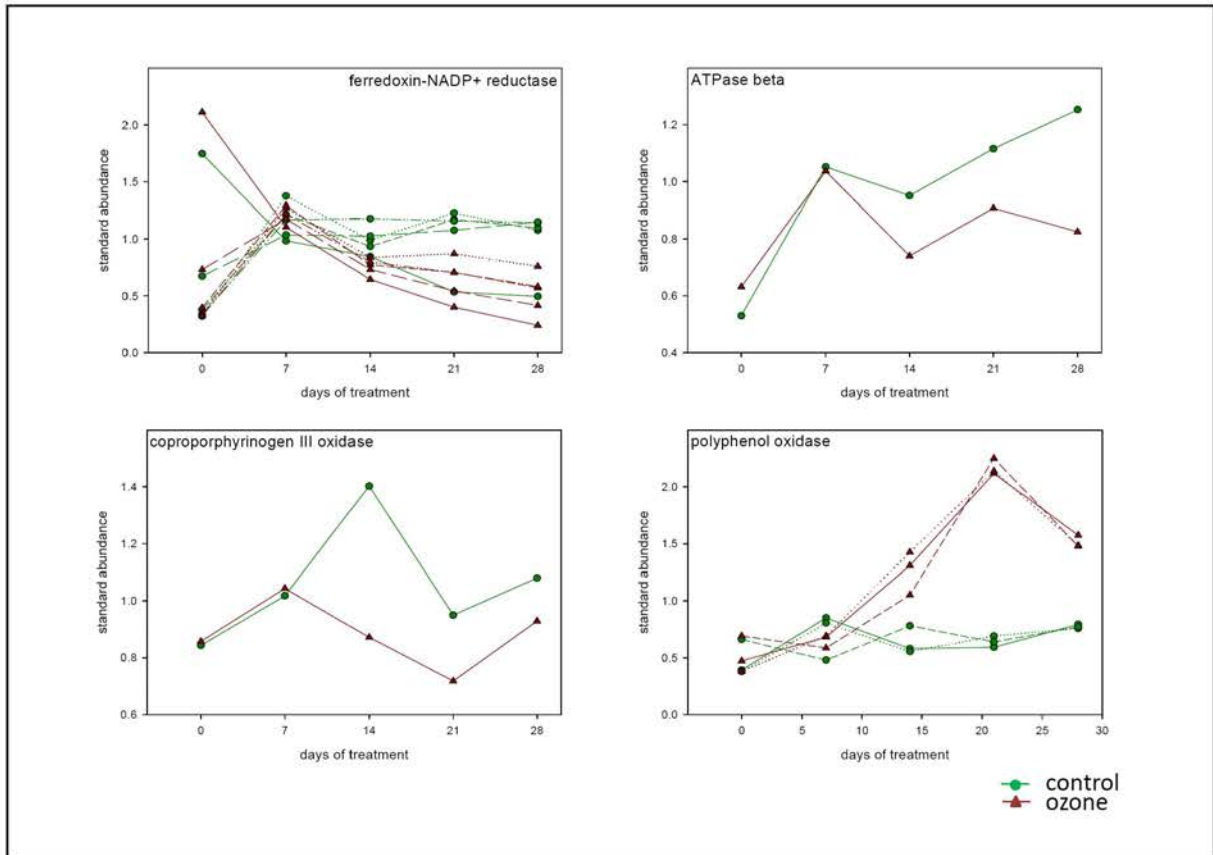 ferredoxin-NADP+ reductase
standard abundance
2.0
1.5
1.0
0.5
0.0
0 7 14 21 28
days of treatment
ATPase beta
standard abundance
1.2
1.0
0.8
0.6
0.4
0 7 14 21 28
days of treatment
coproporphyrinogen III oxidase
standard abundance
1.4
1.2
1.0
0.8
0.6
0 7 14 21 28
days of treatment
polyphenol oxidase
standard abundance
2.0
1.5
1.0
0.5
0.0
0 5 10 15 20 25 30
days of treatment
control
ozone